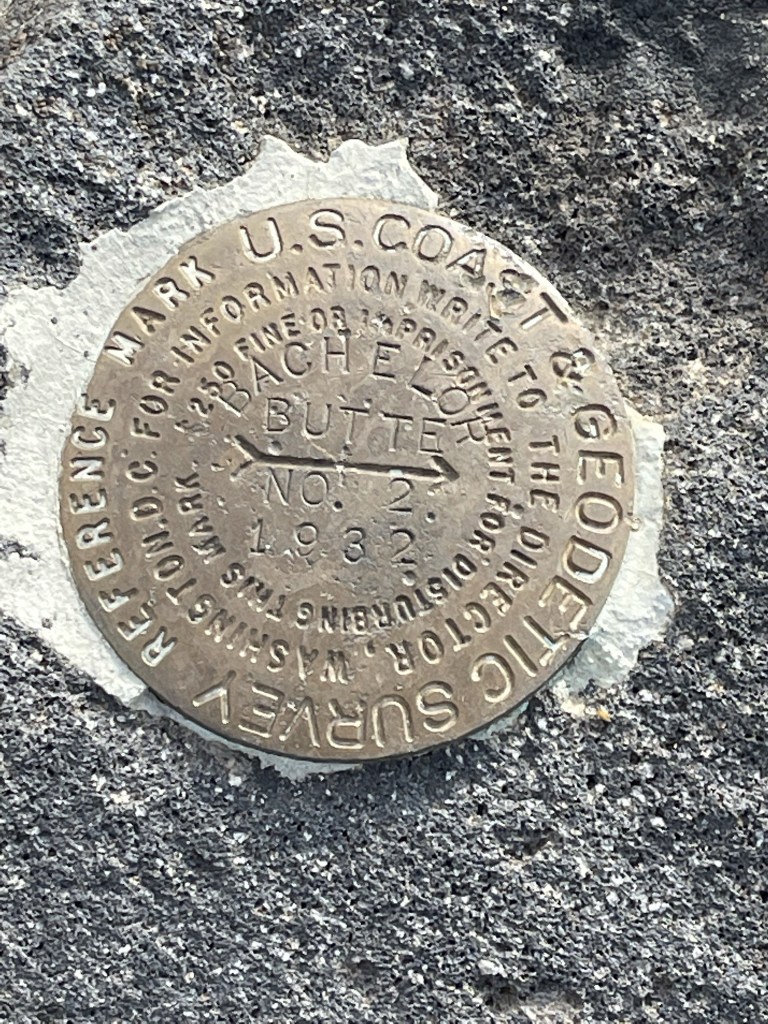 U.S. COAST & GEODETIC SURVEY
REFERENCE MARK
FOR INFORMATION WRITE TO THE DIRECTOR, WASHINGTON, D.C.
$250 FINE OR IMPRISONMENT FOR DISTURBING THIS MARK.
BACHELOR
BUTTE
NO. 2.
1932.